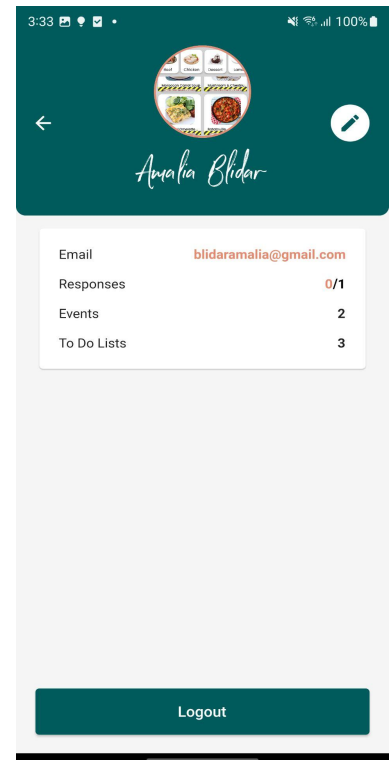 3:33 100%
Beef Chicken Dessert
Amalia Blidar
Email blidaramalia@gmail.com
Responses 0/1
Events 2
To Do Lists 3
Logout